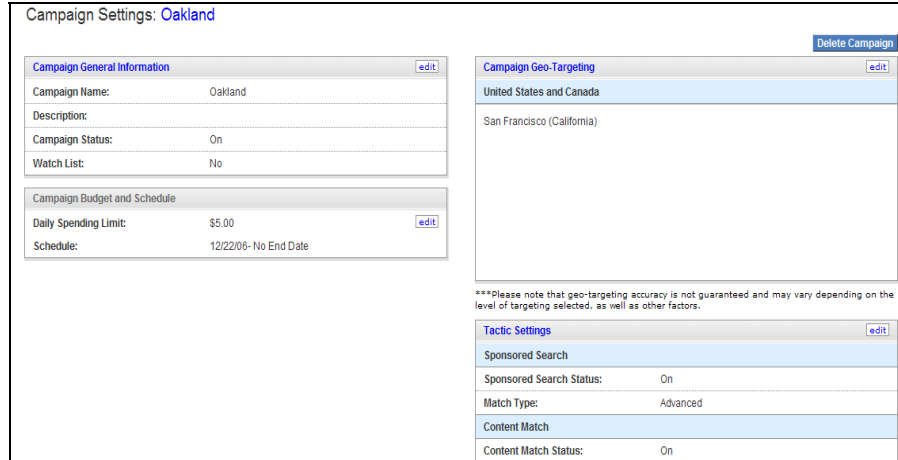 Campaign Settings: Oakland
Delete Campaign
Campaign General Information edit
Campaign Name: Oakland
Description:
Campaign Status: On
Watch List: No
Campaign Budget and Schedule
Daily Spending Limit: $5.00 edit
Schedule: 12/22/06- No End Date
Campaign Geo-Targeting edit
United States and Canada
San Francisco (California)
***Please note that geo-targeting accuracy is not guaranteed and may vary depending on the
level of targeting selected, as well as other factors.
Tactic Settings edit
Sponsored Search
Sponsored Search Status: On
Match Type: Advanced
Content Match
Content Match Status: On